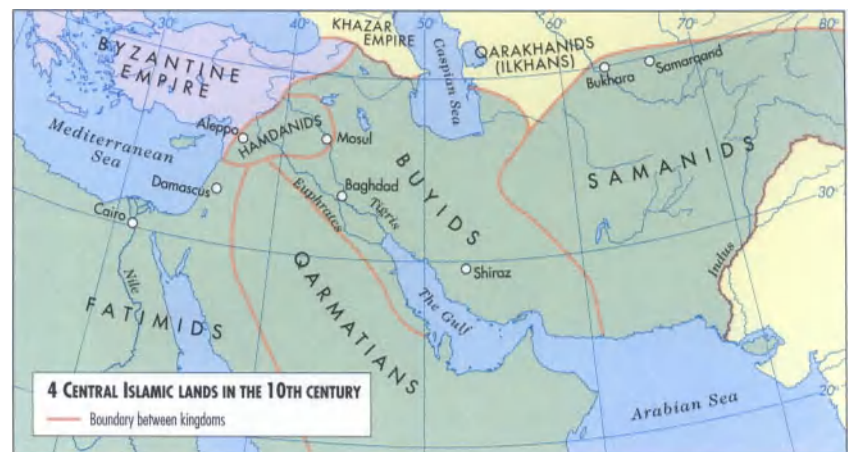 30°
40°
50°
60°
70°
80°
KHAZAR
EMPIRE
QARAKHANIDS
(ILKHANS)
BYZANTINE
EMPIRE
Caspian Sea
Bukhara
Samarqand
Aleppo
HAMDANIDS
Mosul
Mediterranean
Sea
BUYIDS
SAMANIDS
Damascus
Baghdad
Euphrates
Tigris
30°
Cairo
Shiraz
Indus
Nile
QARMATIANS
The Gulf
FATIMIDS
4 CENTRAL ISLAMIC LANDS IN THE 10TH CENTURY
Boundary between kingdoms
Arabian Sea
20°